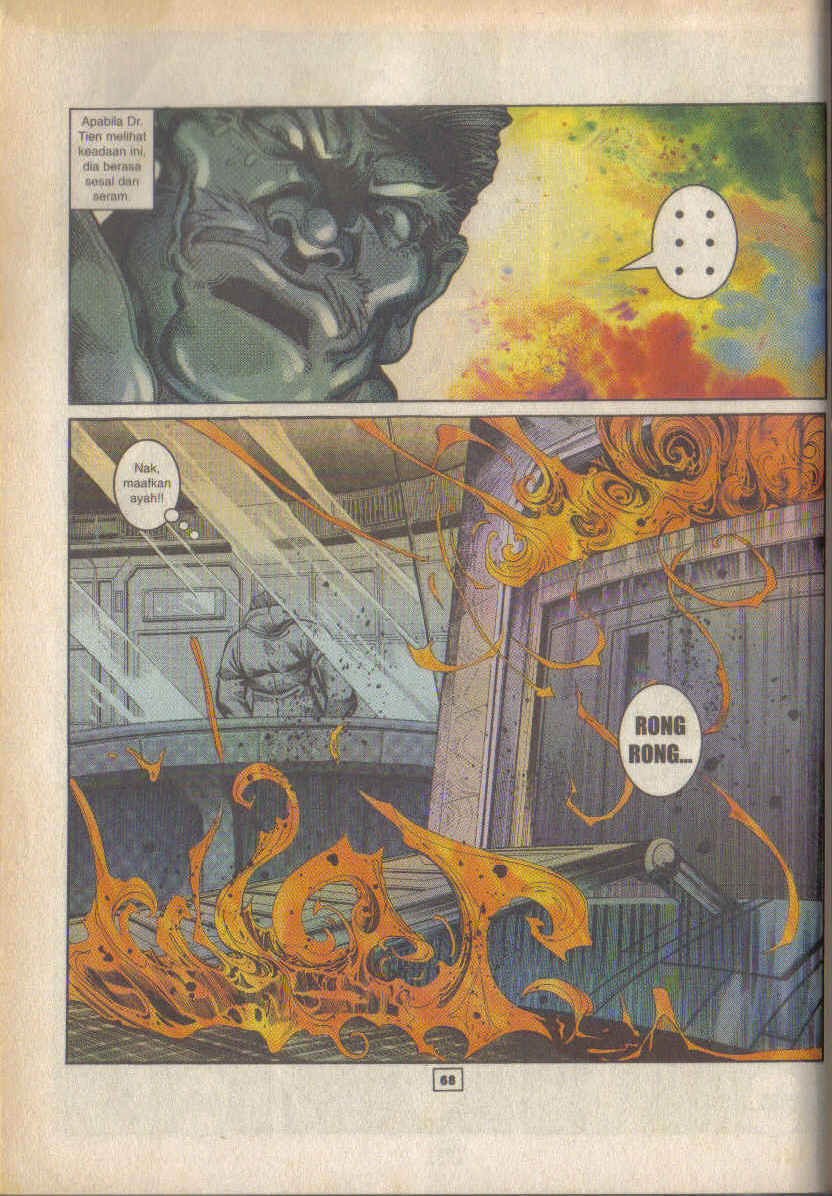 Apabila Dr.
Tien melihat
keadaan ini,
dia berasa
sesal dan
seram.
Nak,
maafkan
ayah!!
RONG
RONG...
68